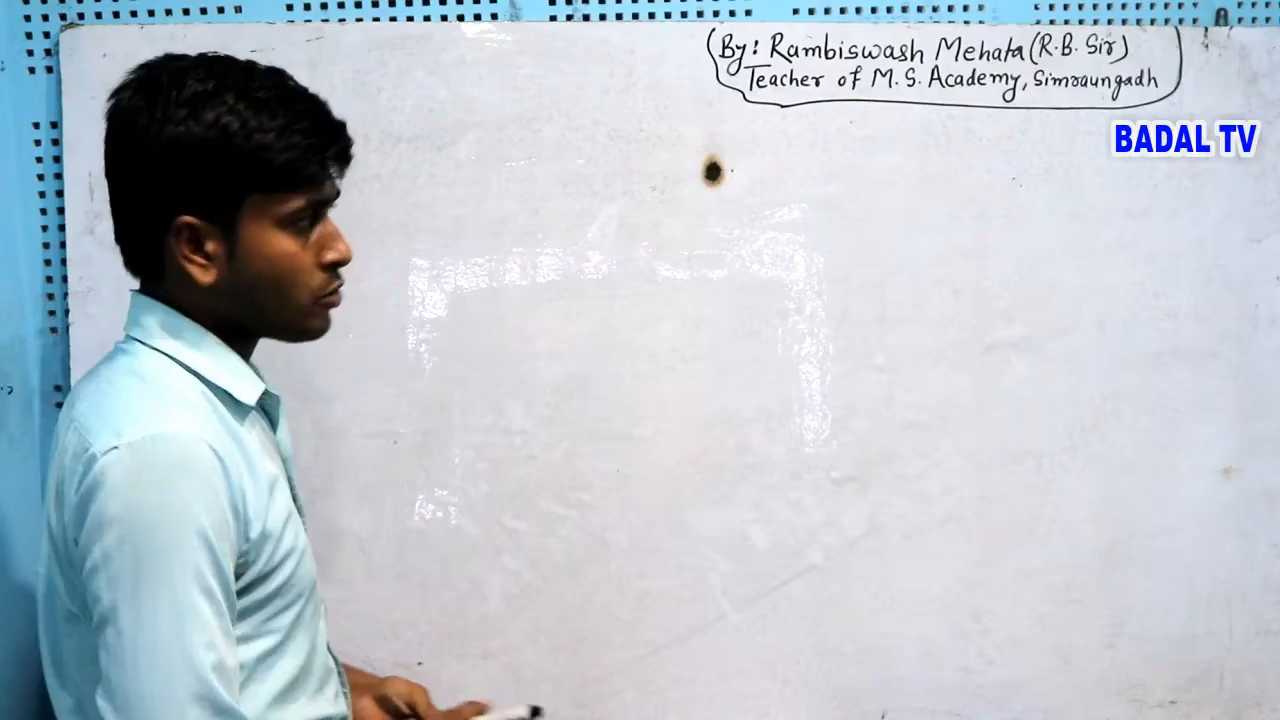 By: Rambiswash Mehata (R.B. Sir)
Teacher of M. S. Academy, Simraungadh
BADAL TV